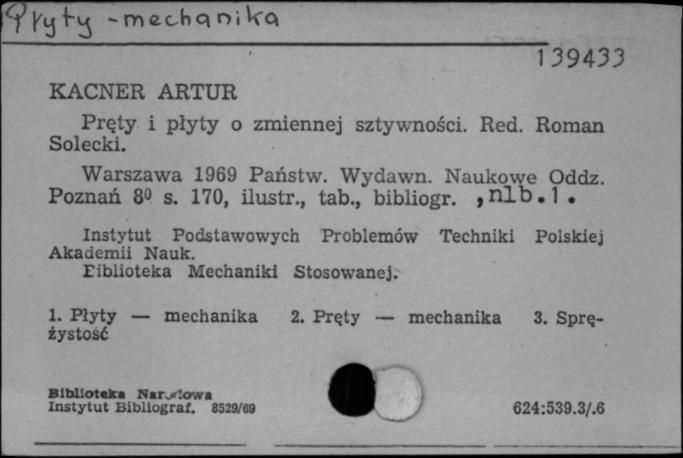 Płyty - mechanika
139433
KACNER ARTUR
Pręty i płyty o zmiennej sztywności. Red. Roman
Solecki.
Warszawa 1969 Państw. Wydawn. Naukowe Oddz.
Poznań 8⁰ s. 170, ilustr., tab., bibliogr. , nlb.1.
Instytut Podstawowych Problemów Techniki Polskiej
Akademii Nauk.
Biblioteka Mechaniki Stosowanej.
1. Płyty — mechanika 2. Pręty — mechanika 3. Sprę-
żystość
Biblioteka Narodowa
Instytut Bibliograf. 8529/69
624:539.3/.6